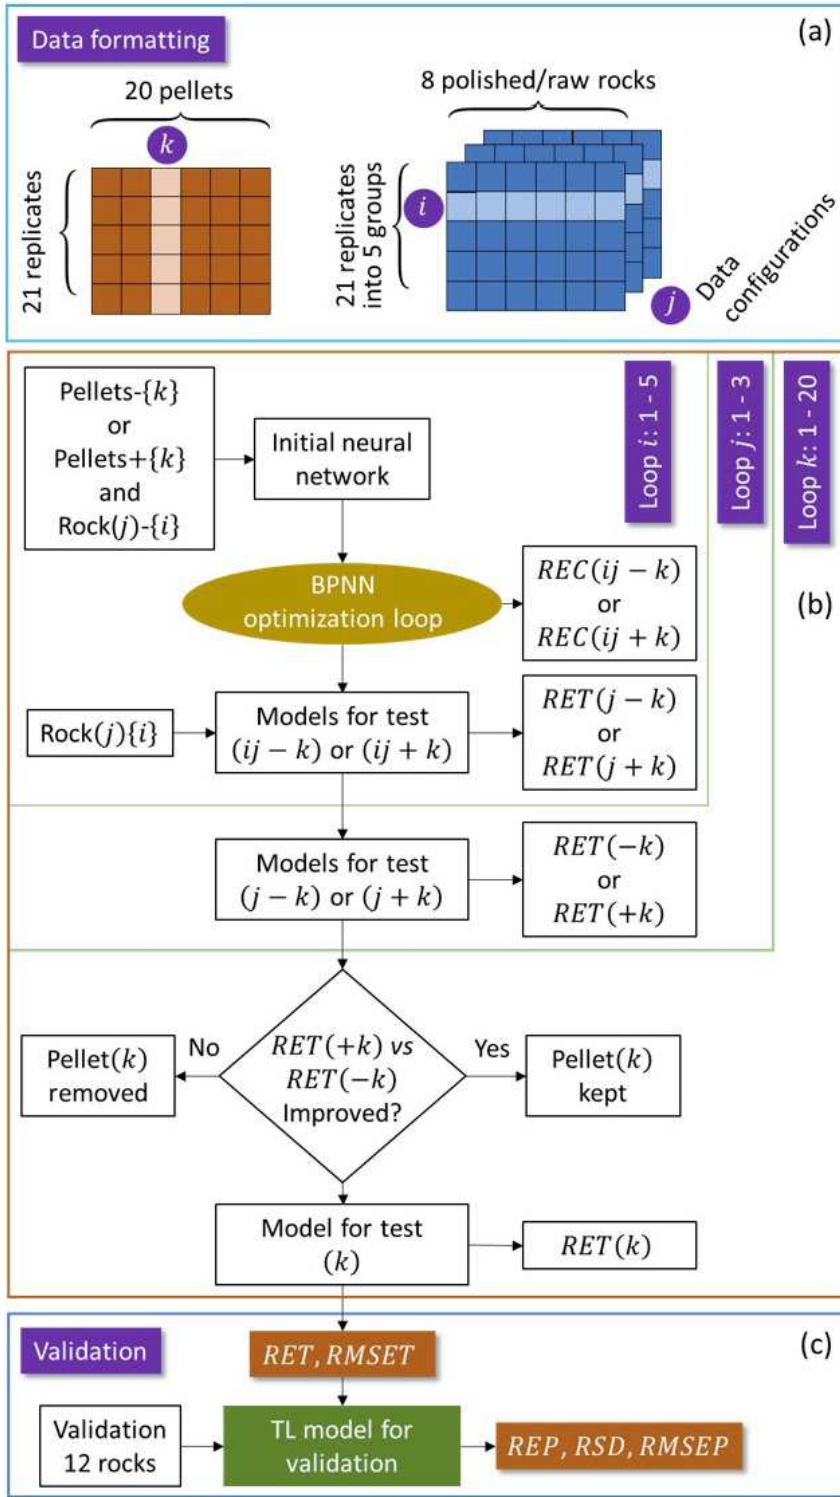 Data formatting
(a)
20 pellets
k
21 replicates
8 polished/raw rocks
i
21 replicates
into 5 groups
j
Data
configurations
Loop i: 1 - 5
Loop j: 1 - 3
Loop k: 1 - 20
(b)
Pellets-{k}
or
Pellets+{k}
and
Rock(j)-{i}
Initial neural
network
BPNN
optimization loop
REC(ij − k)
or
REC(ij + k)
Rock(j){i}
Models for test
(ij − k) or (ij + k)
RET(j − k)
or
RET(j + k)
Models for test
(j − k) or (j + k)
RET(−k)
or
RET(+k)
Pellet(k)
removed
No
RET(+k) vs
RET(−k)
Improved?
Yes
Pellet(k)
kept
Model for test
(k)
RET(k)
Validation
(c)
RET, RMSET
Validation
12 rocks
TL model for
validation
REP, RSD, RMSEP